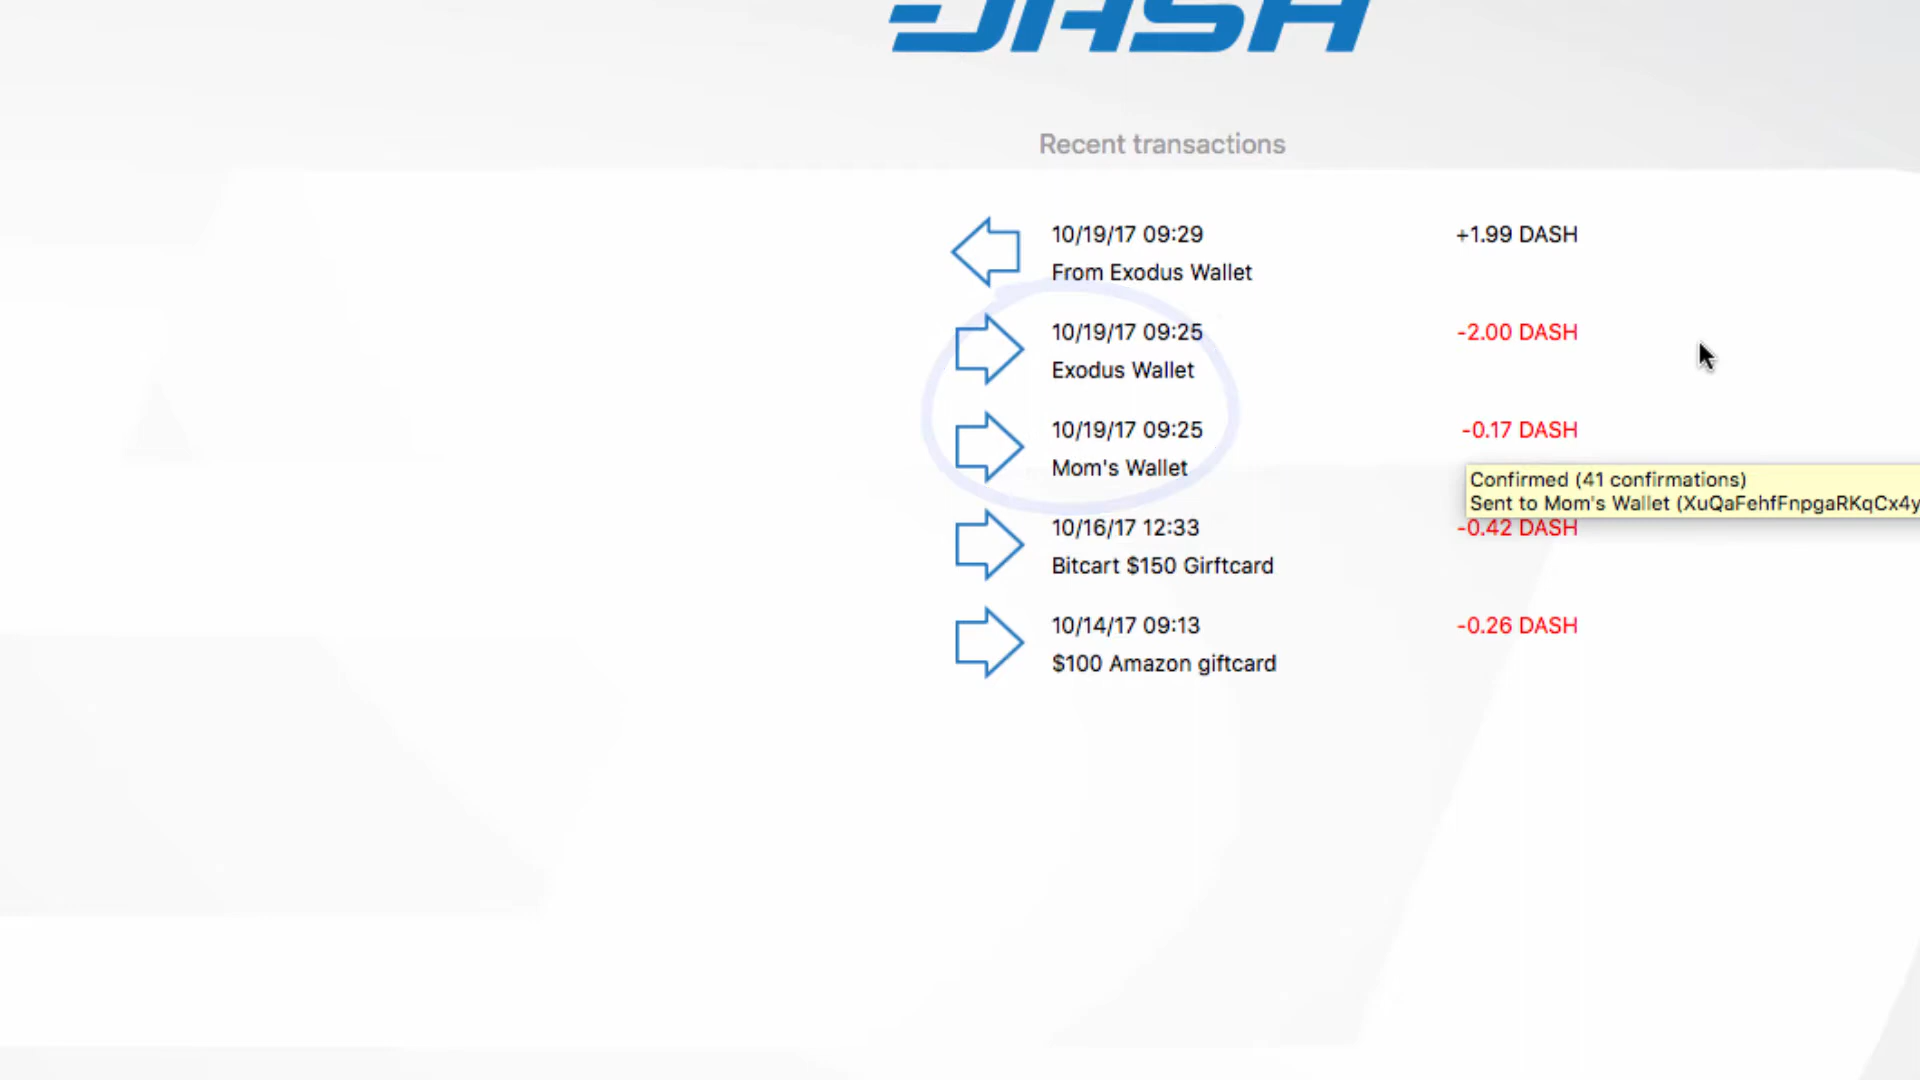 DASH
Recent transactions
10/19/17 09:29 +1.99 DASH
From Exodus Wallet
10/19/17 09:25 -2.00 DASH
Exodus Wallet
10/19/17 09:25 -0.17 DASH
Mom's Wallet
Confirmed (41 confirmations)
Sent to Mom's Wallet (XuQaFehfFnpgaRKqCx4y
10/16/17 12:33 -0.42 DASH
Bitcart $150 Girftcard
10/14/17 09:13 -0.26 DASH
$100 Amazon giftcard